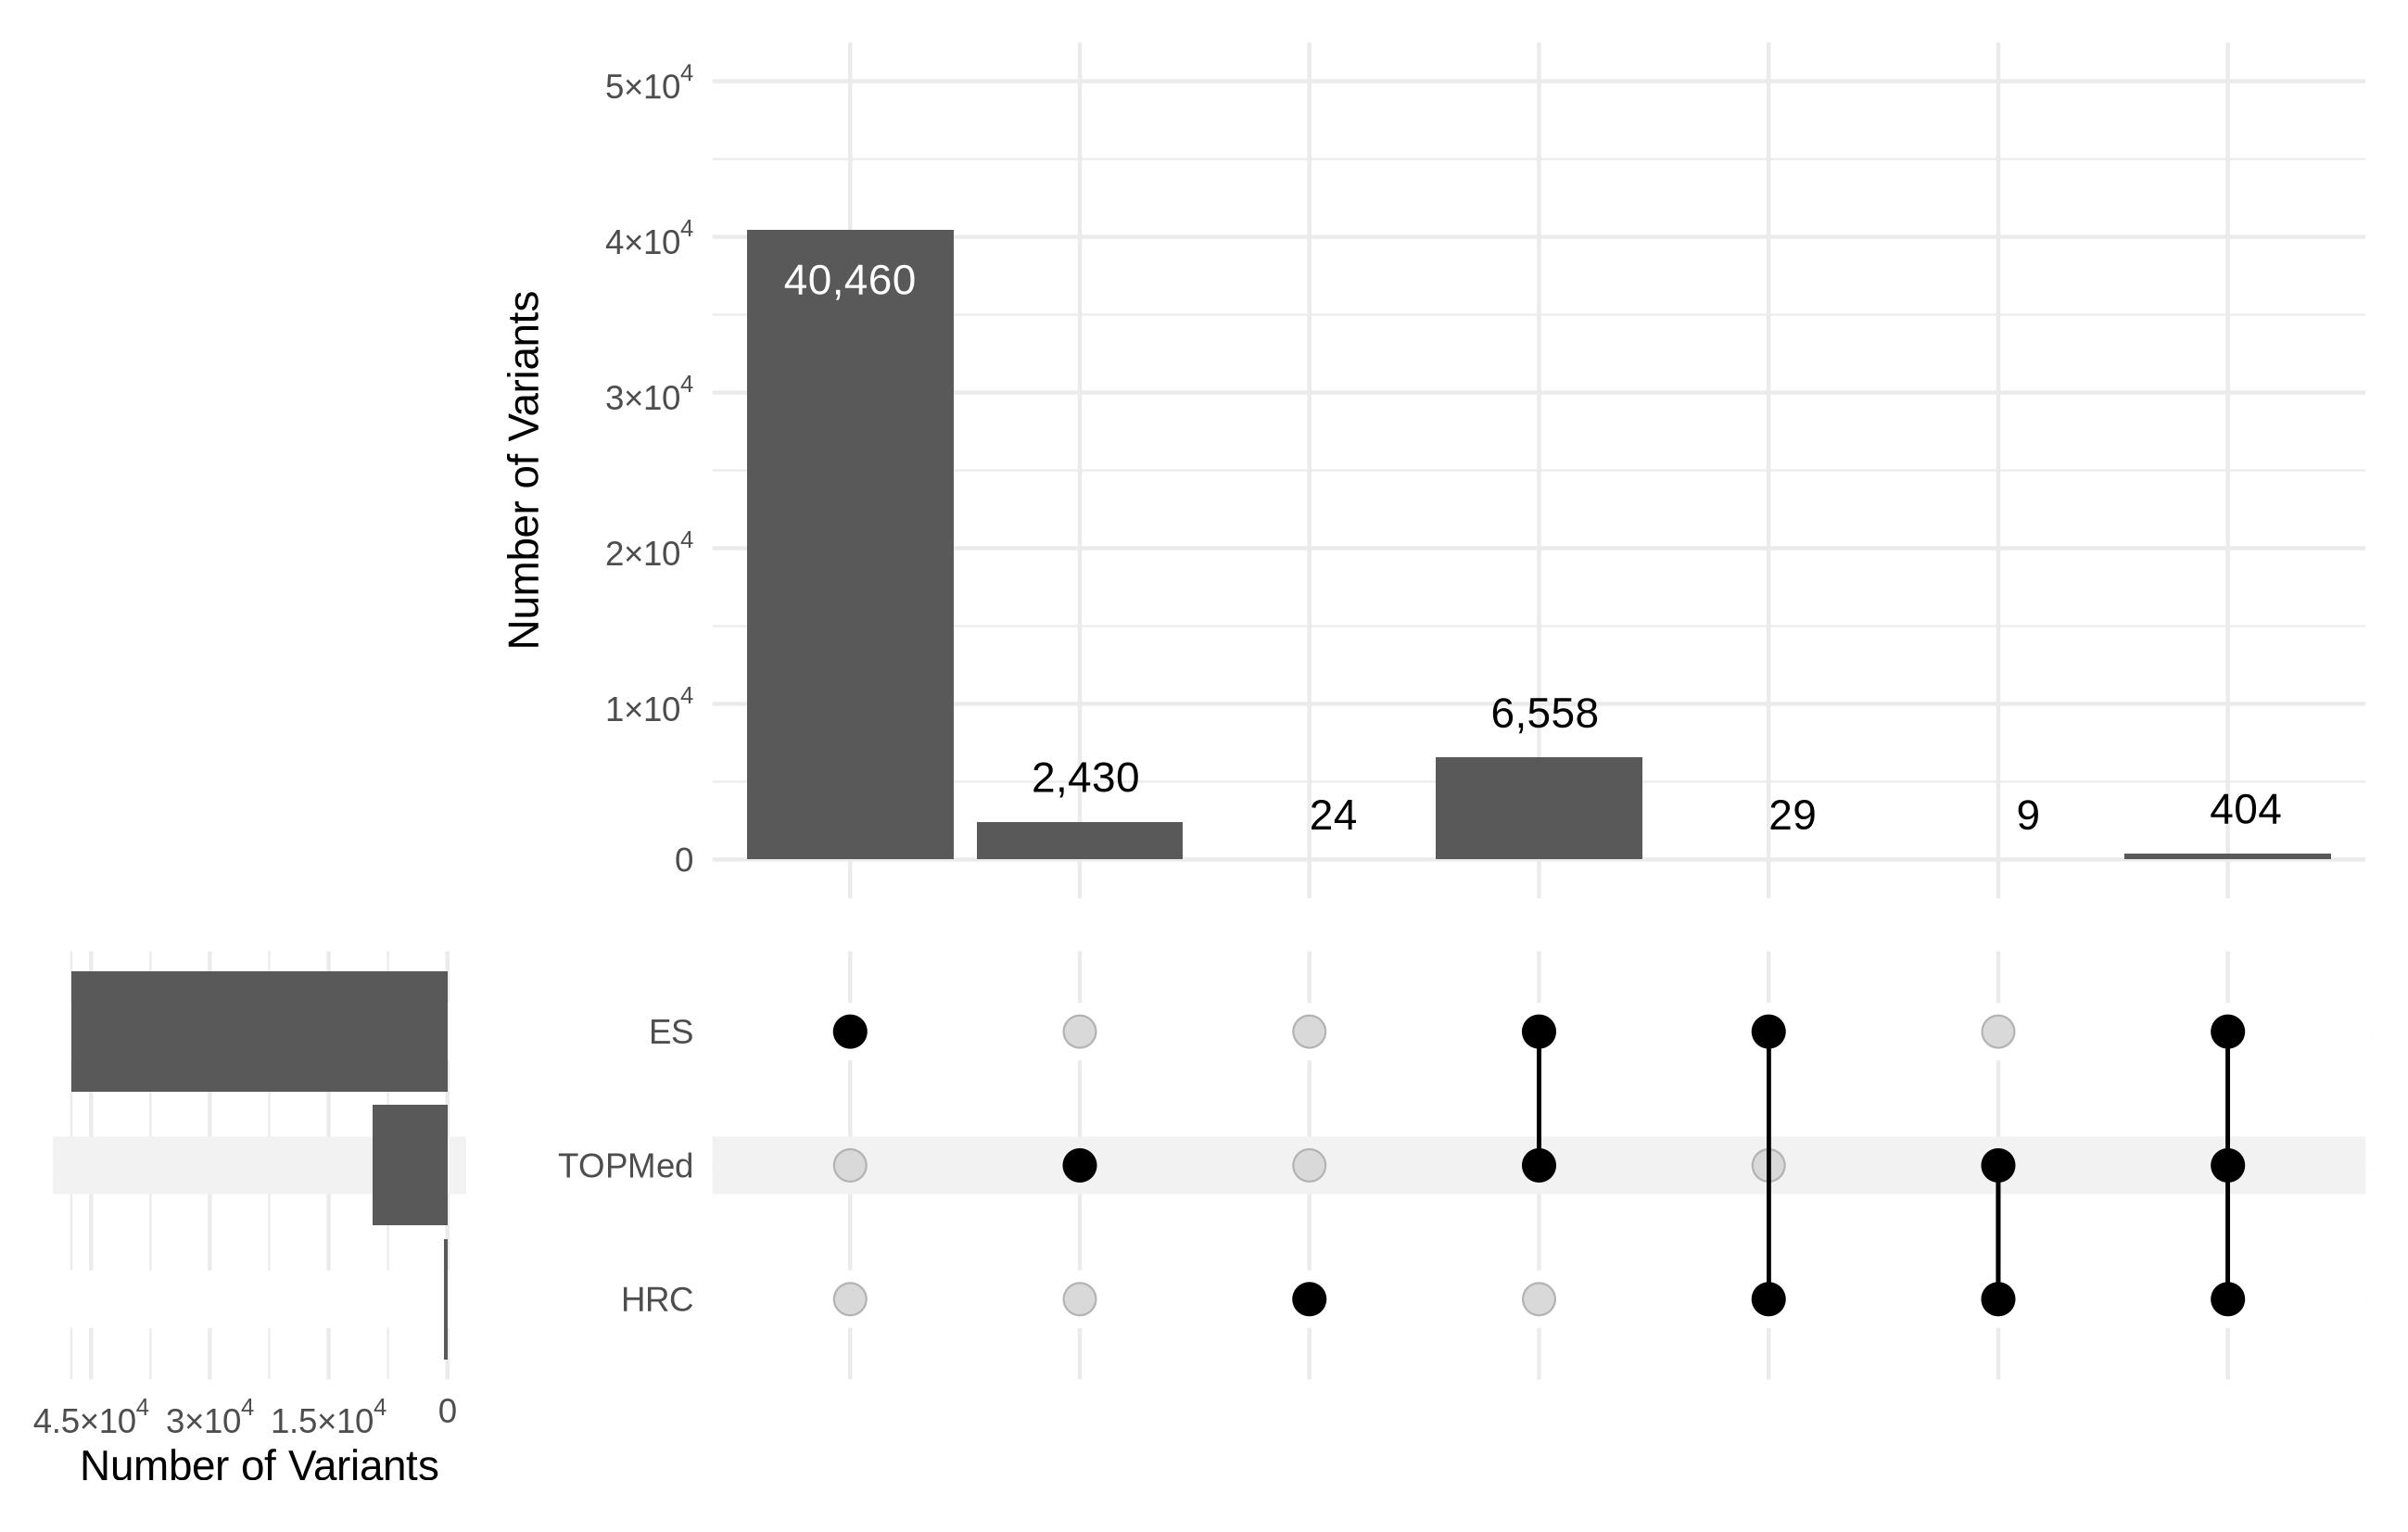 5×10⁴
4×10⁴
3×10⁴
2×10⁴
1×10⁴
0
Number of Variants
40,460
2,430
24
6,558
29
9
404
ES
TOPMed
HRC
4.5×10⁴ 3×10⁴ 1.5×10⁴ 0
Number of Variants